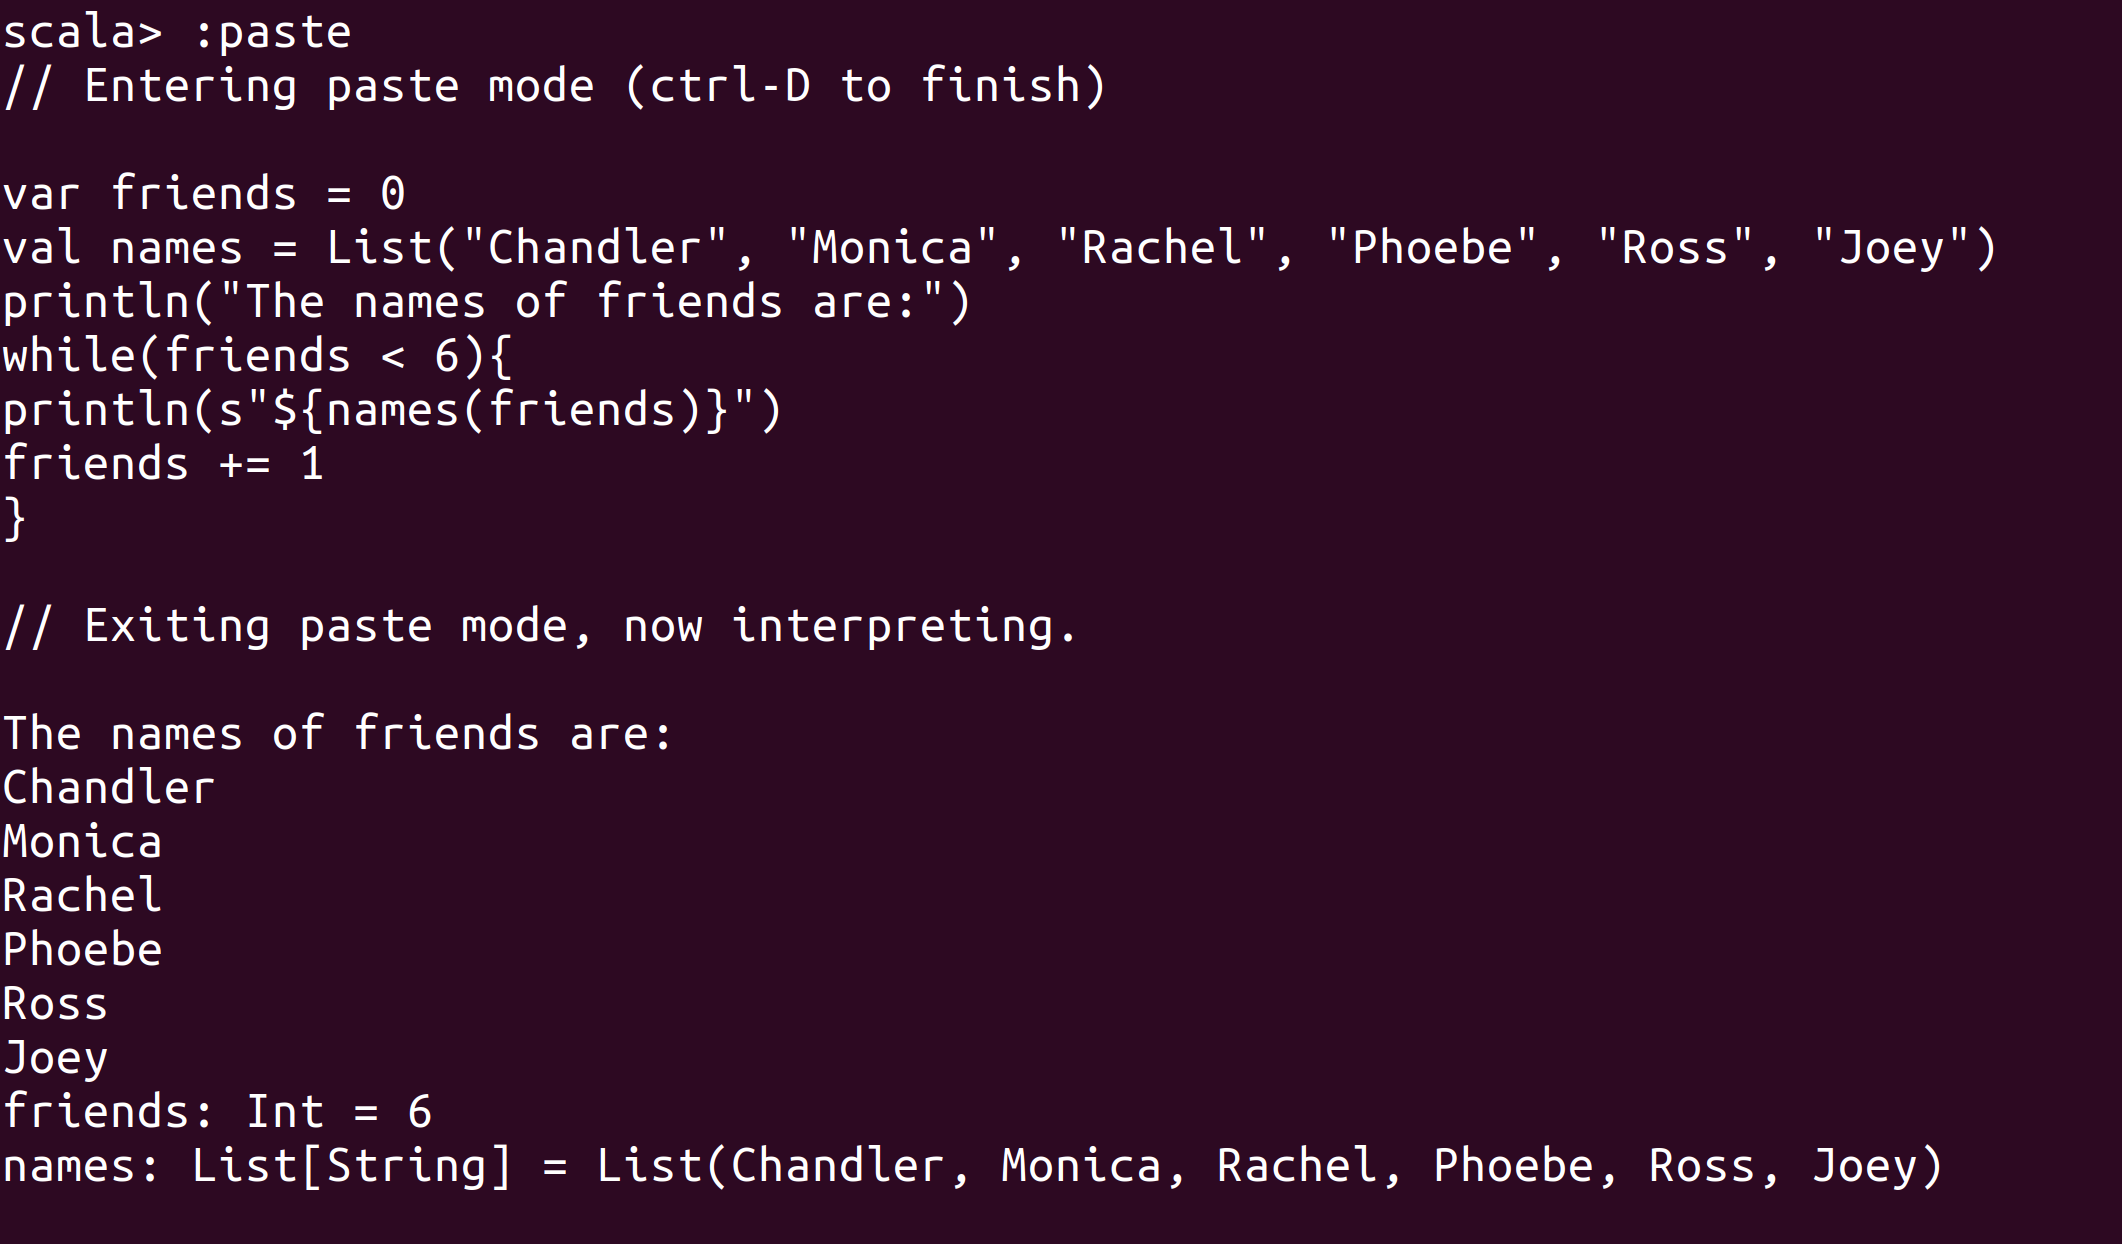 scala> :paste
// Entering paste mode (ctrl-D to finish)
var friends = 0
val names = List("Chandler", "Monica", "Rachel", "Phoebe", "Ross", "Joey")
println("The names of friends are:")
while(friends < 6){
println(s"${names(friends)}")
friends += 1
}
// Exiting paste mode, now interpreting.
The names of friends are:
Chandler
Monica
Rachel
Phoebe
Ross
Joey
friends: Int = 6
names: List[String] = List(Chandler, Monica, Rachel, Phoebe, Ross, Joey)